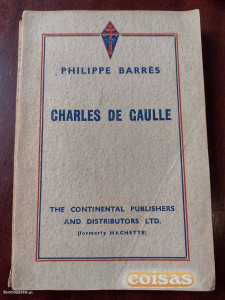 PHILIPPE BARRÈS
CHARLES DE GAULLE
THE CONTINENTAL PUBLISHERS
AND DISTRIBUTORS LTD.
(formerly HACHETTE)
coisas